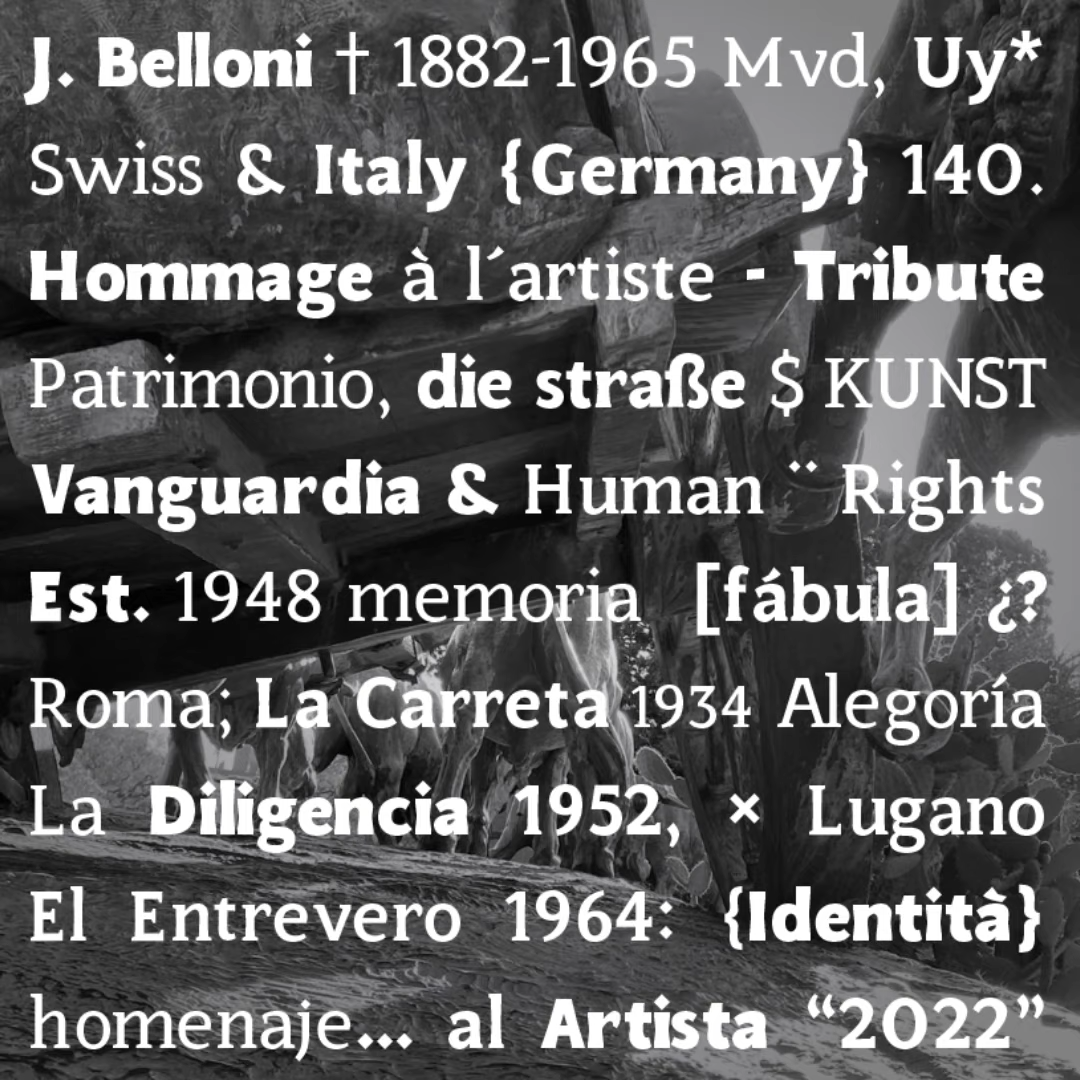 J. Belloni † 1882-1965 Mvd, Uy*
Swiss & Italy {Germany} 140.
Hommage à l´artiste - Tribute
Patrimonio, die straße $ KUNST
Vanguardia & Human ¨ Rights
Est. 1948 memoria [fábula] ¿?
Roma; La Carreta 1934 Alegoría
La Diligencia 1952, × Lugano
El Entrevero 1964: {Identità}
homenaje... al Artista “2022”